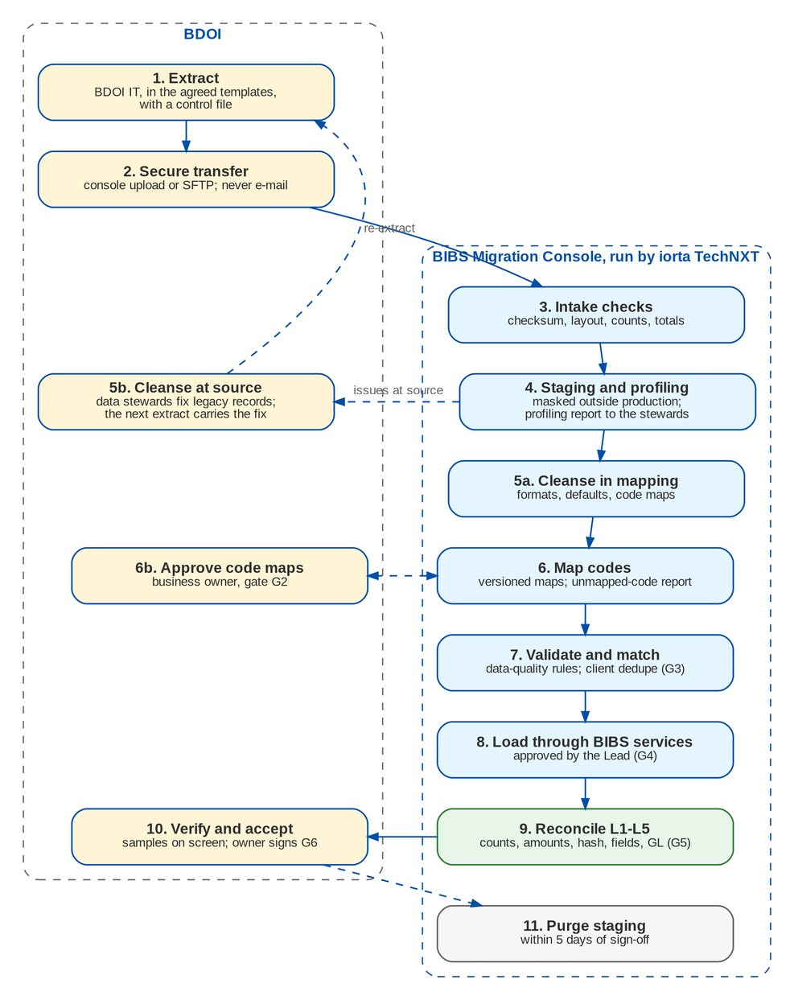 BDOI
1. Extract
BDOI IT, in the agreed templates,
with a control file
2. Secure transfer
console upload or SFTP; never e-mail
re-extract
BIBS Migration Console, run by iorta TechNXT
3. Intake checks
checksum, layout, counts, totals
5b. Cleanse at source
data stewards fix legacy records;
the next extract carries the fix
issues at source
4. Staging and profiling
masked outside production;
profiling report to the stewards
5a. Cleanse in mapping
formats, defaults, code maps
6b. Approve code maps
business owner, gate G2
6. Map codes
versioned maps; unmapped-code report
7. Validate and match
data-quality rules; client dedupe (G3)
8. Load through BIBS services
approved by the Lead (G4)
10. Verify and accept
samples on screen; owner signs G6
9. Reconcile L1-L5
counts, amounts, hash, fields, GL (G5)
11. Purge staging
within 5 days of sign-off